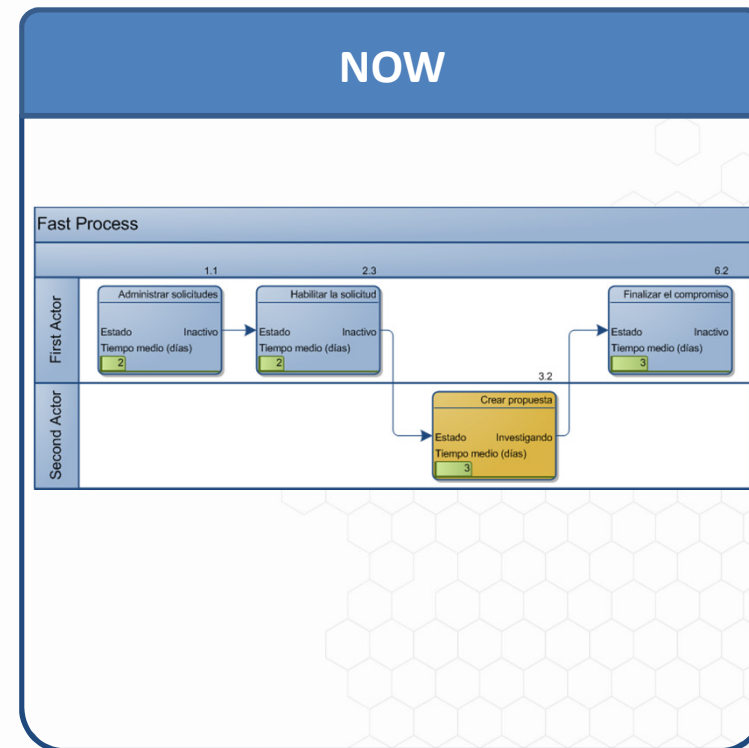 NOW
Fast Process
1.1
2.3
6.2
First Actor
Administrar solicitudes
Estado Inactivo
Tiempo medio (días)
2
Habilitar la solicitud
Estado Inactivo
Tiempo medio (días)
2
Finalizar el compromiso
Estado Inactivo
Tiempo medio (días)
3
Second Actor
3.2
Crear propuesta
Estado Investigando
Tiempo medio (días)
3